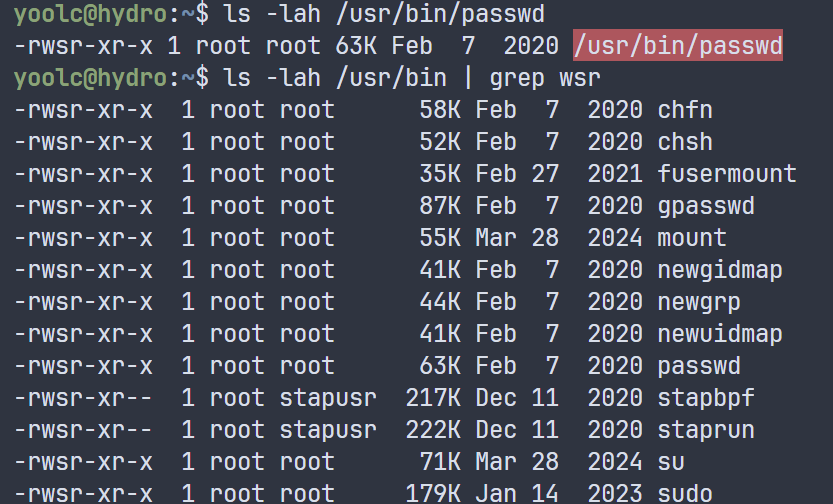 yoolc@hydro:~$ ls -lah /usr/bin/passwd
-rwsr-xr-x 1 root root 63K Feb  7  2020 /usr/bin/passwd
yoolc@hydro:~$ ls -lah /usr/bin | grep wsr
-rwsr-xr-x  1 root root      58K Feb  7  2020 chfn
-rwsr-xr-x  1 root root      52K Feb  7  2020 chsh
-rwsr-xr-x  1 root root      35K Feb 27  2021 fusermount
-rwsr-xr-x  1 root root      87K Feb  7  2020 gpasswd
-rwsr-xr-x  1 root root      55K Mar 28  2024 mount
-rwsr-xr-x  1 root root      41K Feb  7  2020 newgidmap
-rwsr-xr-x  1 root root      44K Feb  7  2020 newgrp
-rwsr-xr-x  1 root root      41K Feb  7  2020 newuidmap
-rwsr-xr-x  1 root root      63K Feb  7  2020 passwd
-rwsr-xr--  1 root stapusr  217K Dec 11  2020 stapbpf
-rwsr-xr--  1 root stapusr  222K Dec 11  2020 staprun
-rwsr-xr-x  1 root root      71K Mar 28  2024 su
-rwsr-xr-x  1 root root     179K Jan 14  2023 sudo